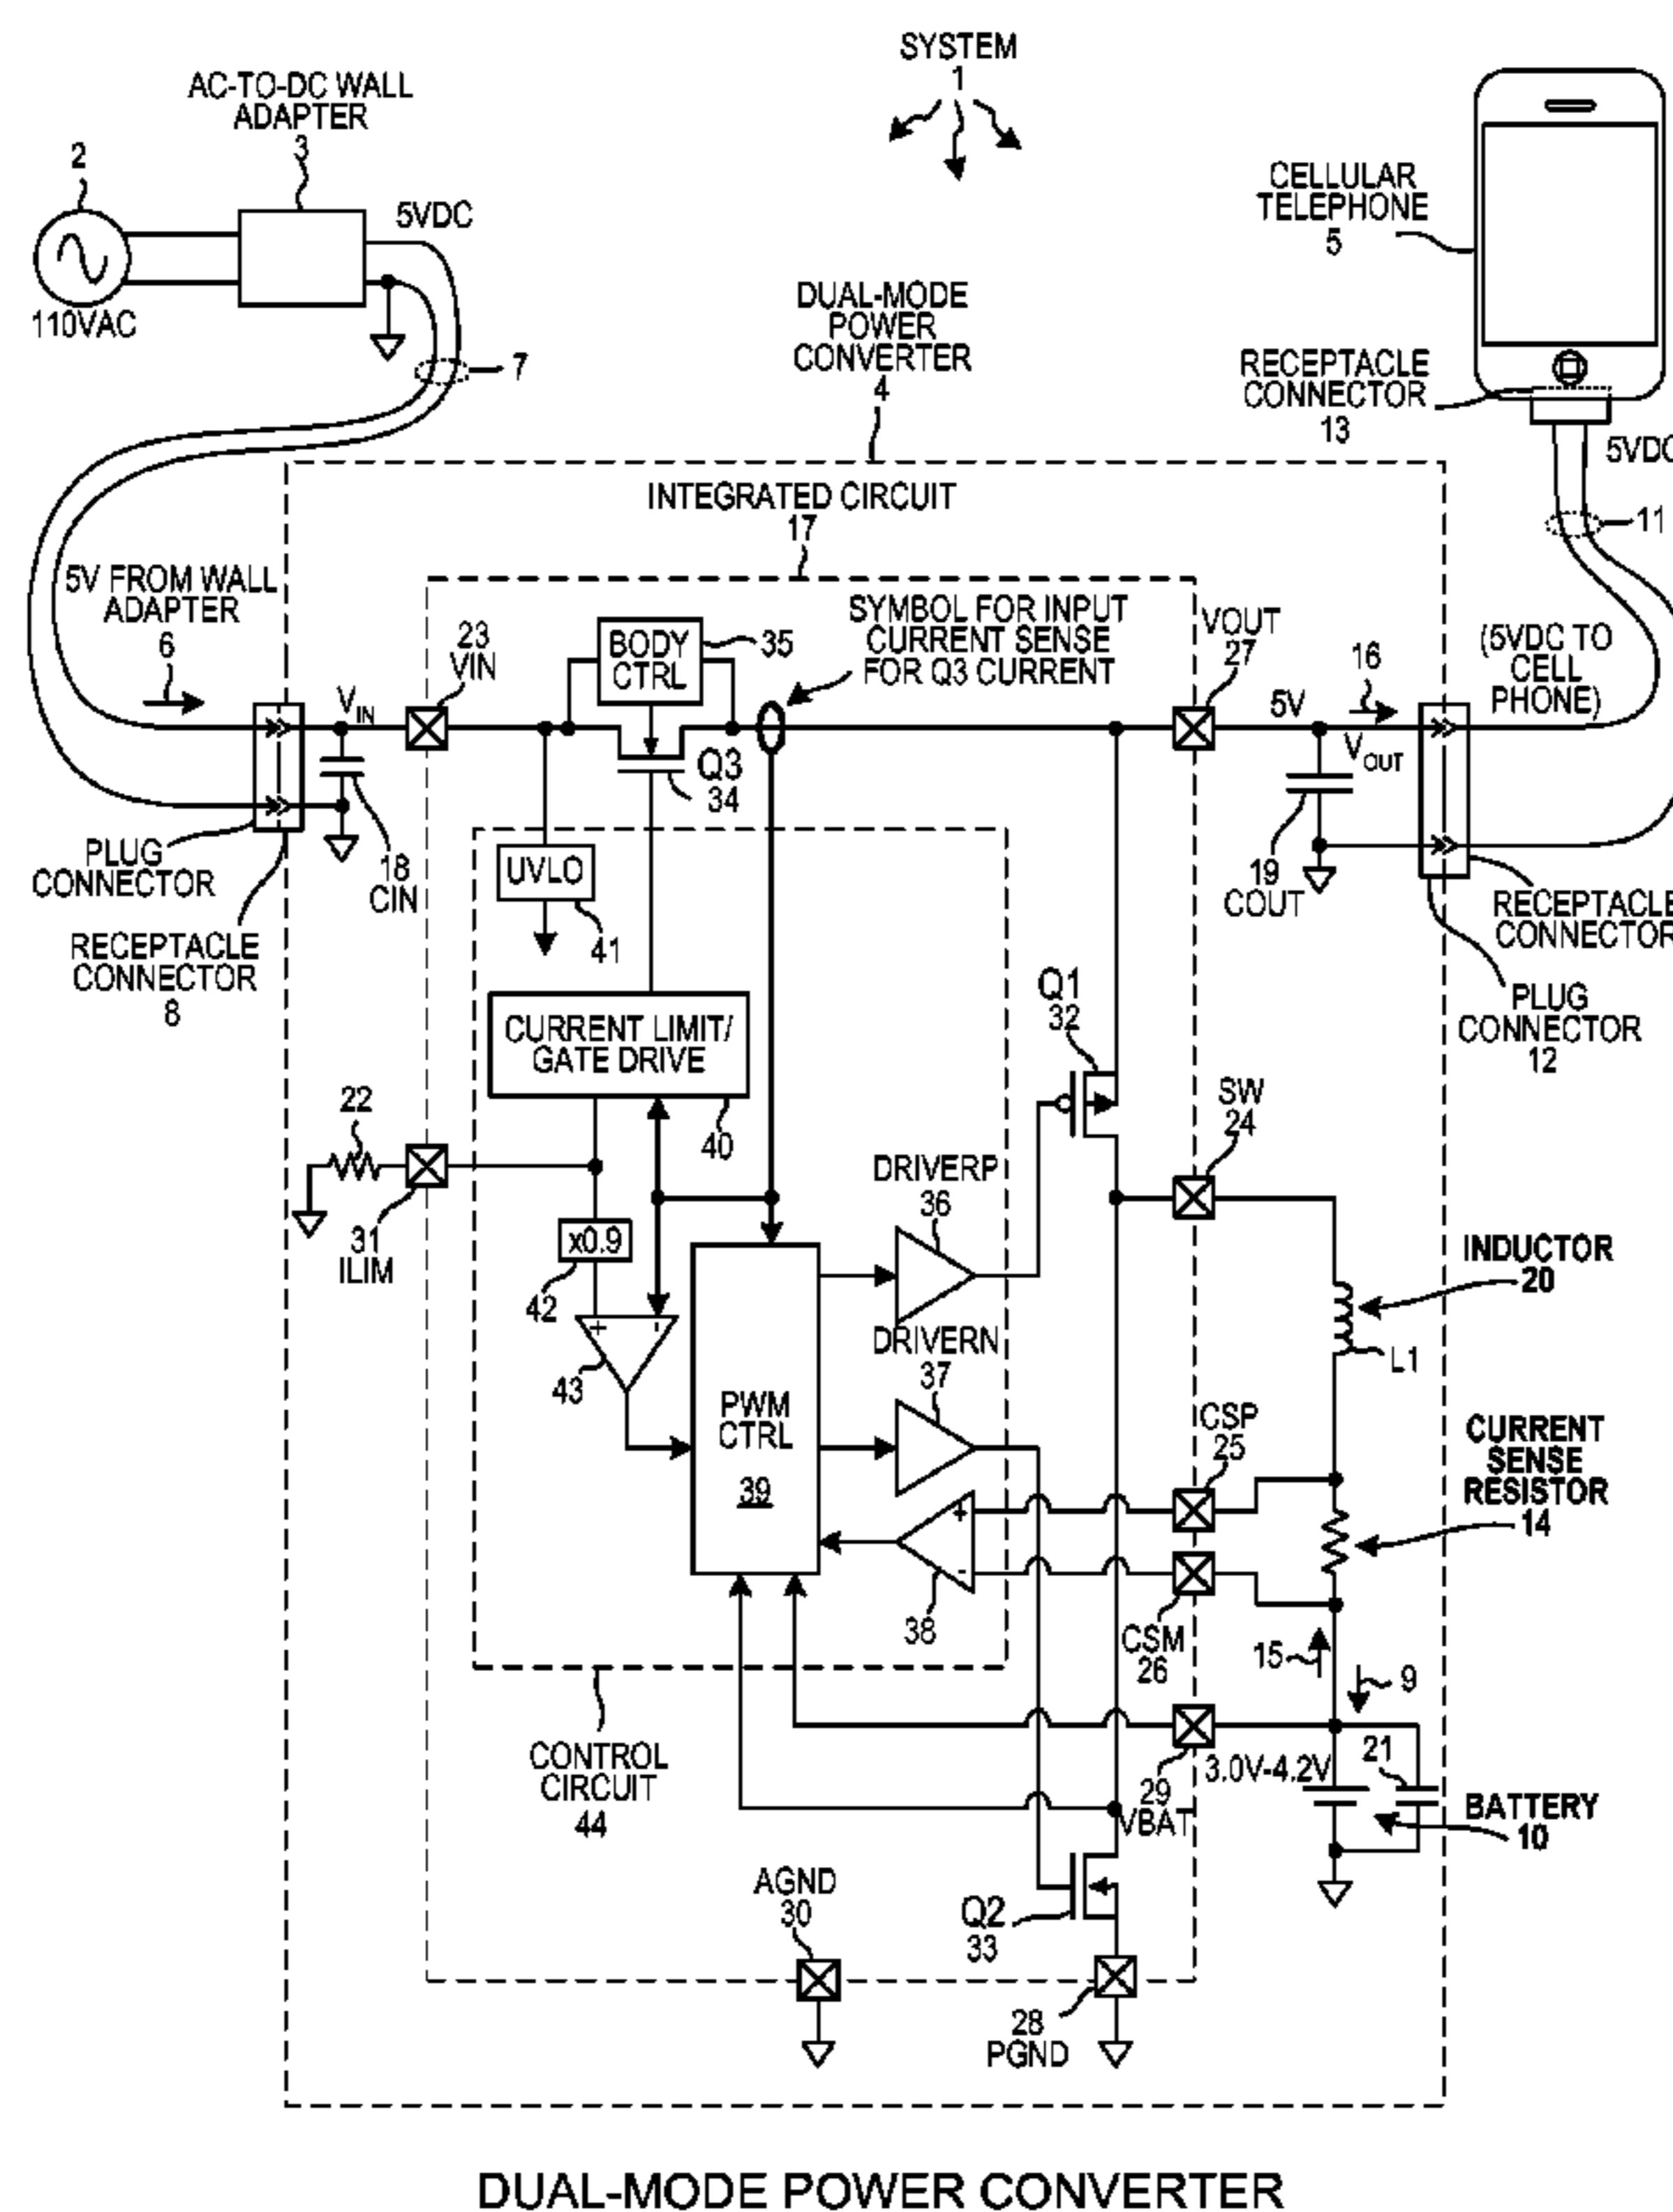 SYSTEM
1
AC-TO-DC WALL
ADAPTER
3
2
5VDC
110VAC
7
CELLULAR
TELEPHONE
5
DUAL-MODE
POWER
CONVERTER
4
RECEPTACLE
CONNECTOR
13
5VDC
11
INTEGRATED CIRCUIT
17
5V FROM WALL
ADAPTER
6
23
VIN
BODY
CTRL
35
SYMBOL FOR INPUT
CURRENT SENSE
FOR Q3 CURRENT
VOUT
27
(5VDC TO
CELL
PHONE)
16
5V
VIN
VOUT
Q3
34
PLUG
CONNECTOR
18
CIN
RECEPTACLE
CONNECTOR
8
UVLO
41
19
COUT
RECEPTACLE
CONNECTOR
PLUG
CONNECTOR
12
Q1
32
CURRENT LIMIT/
GATE DRIVE
40
22
31
ILIM
SW
24
DRIVERP
36
x0.9
42
INDUCTOR
20
L1
+ -
43
DRIVERN
37
PWM
CTRL
39
CSP
25
CURRENT
SENSE
RESISTOR
14
+
-
38
CSM
26
15
9
CONTROL
CIRCUIT
44
29
VBAT
3.0V-4.2V
21
BATTERY
10
AGND
30
Q2
33
28
PGND
DUAL-MODE POWER CONVERTER